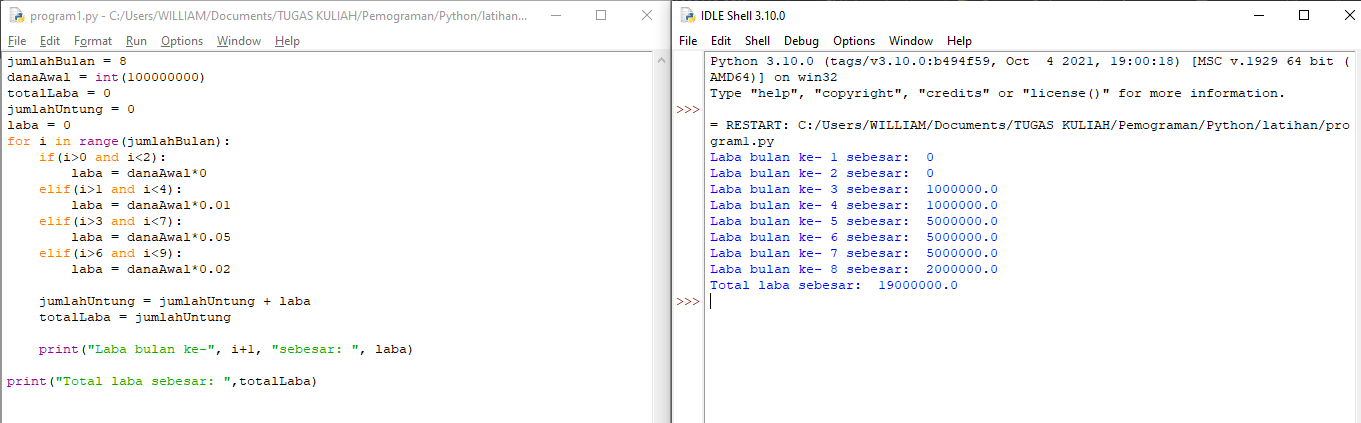 program1.py - C:/Users/WILLIAM/Documents/TUGAS KULIAH/Pemograman/Python/latihan...
File Edit Format Run Options Window Help
jumlahBulan = 8
danaAwal = int(100000000)
totalLaba = 0
jumlahUntung = 0
laba = 0
for i in range(jumlahBulan):
    if(i>0 and i<2):
        laba = danaAwal*0
    elif(i>1 and i<4):
        laba = danaAwal*0.01
    elif(i>3 and i<7):
        laba = danaAwal*0.05
    elif(i>6 and i<9):
        laba = danaAwal*0.02
    jumlahUntung = jumlahUntung + laba
    totalLaba = jumlahUntung
    print("Laba bulan ke-", i+1, "sebesar: ", laba)
print("Total laba sebesar: ",totalLaba)
IDLE Shell 3.10.0
File Edit Shell Debug Options Window Help
Python 3.10.0 (tags/v3.10.0:b494f59, Oct  4 2021, 19:00:18) [MSC v.1929 64 bit (
AMD64)] on win32
Type "help", "copyright", "credits" or "license()" for more information.
>>>
= RESTART: C:/Users/WILLIAM/Documents/TUGAS KULIAH/Pemograman/Python/latihan/pro
gram1.py
Laba bulan ke- 1 sebesar:  0
Laba bulan ke- 2 sebesar:  0
Laba bulan ke- 3 sebesar:  1000000.0
Laba bulan ke- 4 sebesar:  1000000.0
Laba bulan ke- 5 sebesar:  5000000.0
Laba bulan ke- 6 sebesar:  5000000.0
Laba bulan ke- 7 sebesar:  5000000.0
Laba bulan ke- 8 sebesar:  2000000.0
Total laba sebesar:  19000000.0
>>>